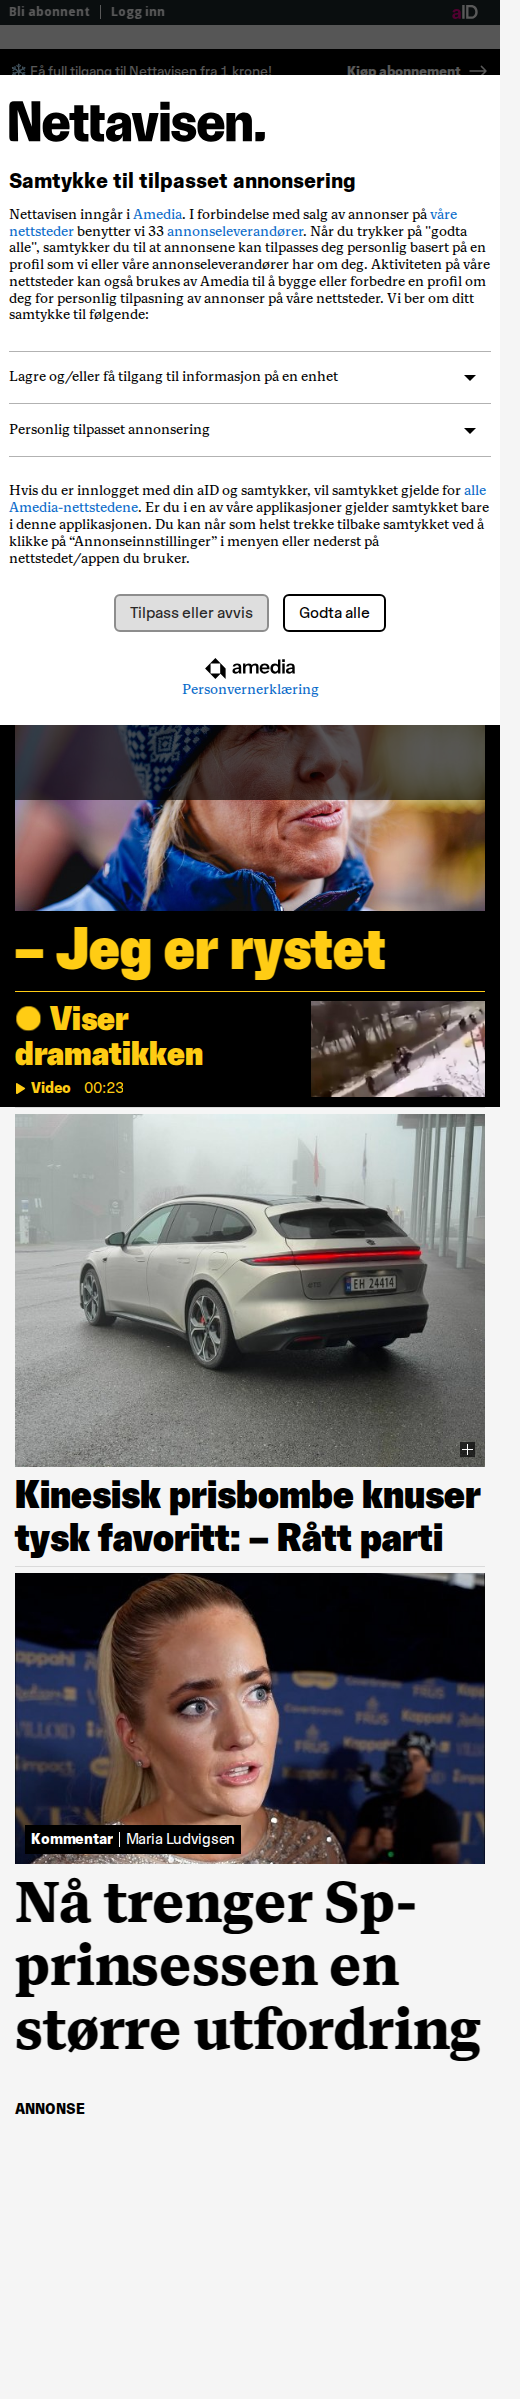 Bli abonnent | Logg inn
aID
Få full tilgang til Nettavisen fra 1 krone!
Kjøp abonnement
Nettavisen.
Samtykke til tilpasset annonsering
Nettavisen inngår i Amedia. I forbindelse med salg av annonser på våre
nettsteder benytter vi 33 annonseleverandører. Når du trykker på "godta
alle", samtykker du til at annonsene kan tilpasses deg personlig basert på en
profil som vi eller våre annonseleverandører har om deg. Aktiviteten på våre
nettsteder kan også brukes av Amedia til å bygge eller forbedre en profil om
deg for personlig tilpasning av annonser på våre nettsteder. Vi ber om ditt
samtykke til følgende:
Lagre og/eller få tilgang til informasjon på en enhet
Personlig tilpasset annonsering
Hvis du er innlogget med din aID og samtykker, vil samtykket gjelde for alle
Amedia-nettstedene. Er du i en av våre applikasjoner gjelder samtykket bare
i denne applikasjonen. Du kan når som helst trekke tilbake samtykket ved å
klikke på “Annonseinnstillinger” i menyen eller nederst på
nettstedet/appen du bruker.
Tilpass eller avvis
Godta alle
amedia
Personvernerklæring
– Jeg er rystet
Viser
dramatikken
Video 00:23
EH 24414
Kinesisk prisbombe knuser
tysk favoritt: – Rått parti
Kappahl
VILLOID
impact
FRUS
FRUS
Kappahl
Kommentar | Maria Ludvigsen
Nå trenger Sp-
prinsessen en
større utfordring
ANNONSE